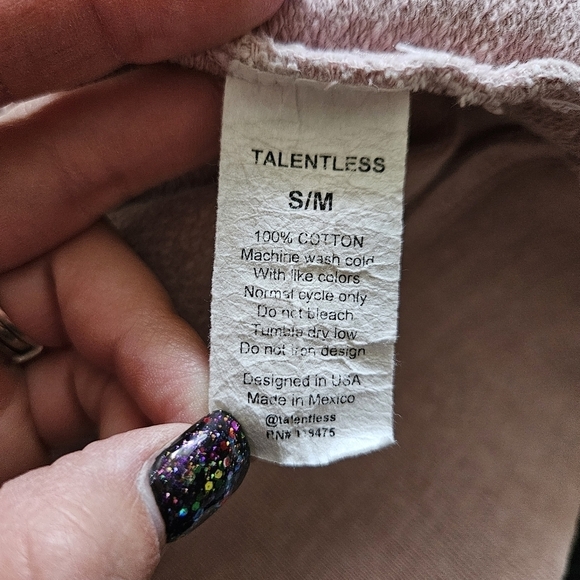 TALENTLESS
S/M
100% COTTON
Machine wash cold
With like colors
Normal cycle only
Do not bleach
Tumble dry low
Do not iron design
Designed in USA
Made in Mexico
@talentless
RN#